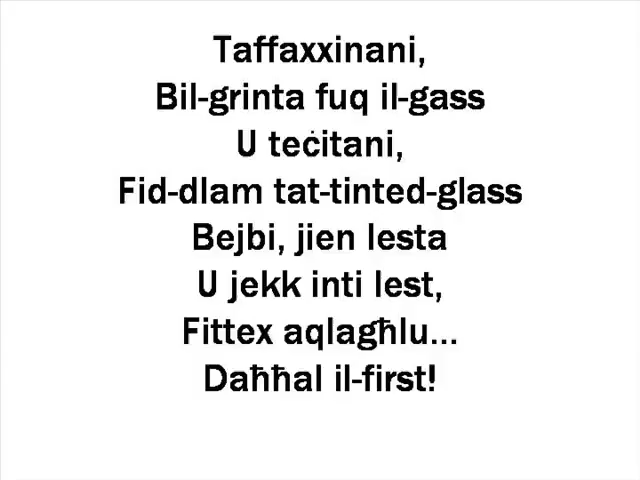 Taffaxxinani,
Bil-grinta fuq il-gass
U teċitani,
Fid-dlam tat-tinted-glass
Bejbi, jien lesta
U jekk inti lest,
Fittex aqlagħlu...
Daħħal il-first!